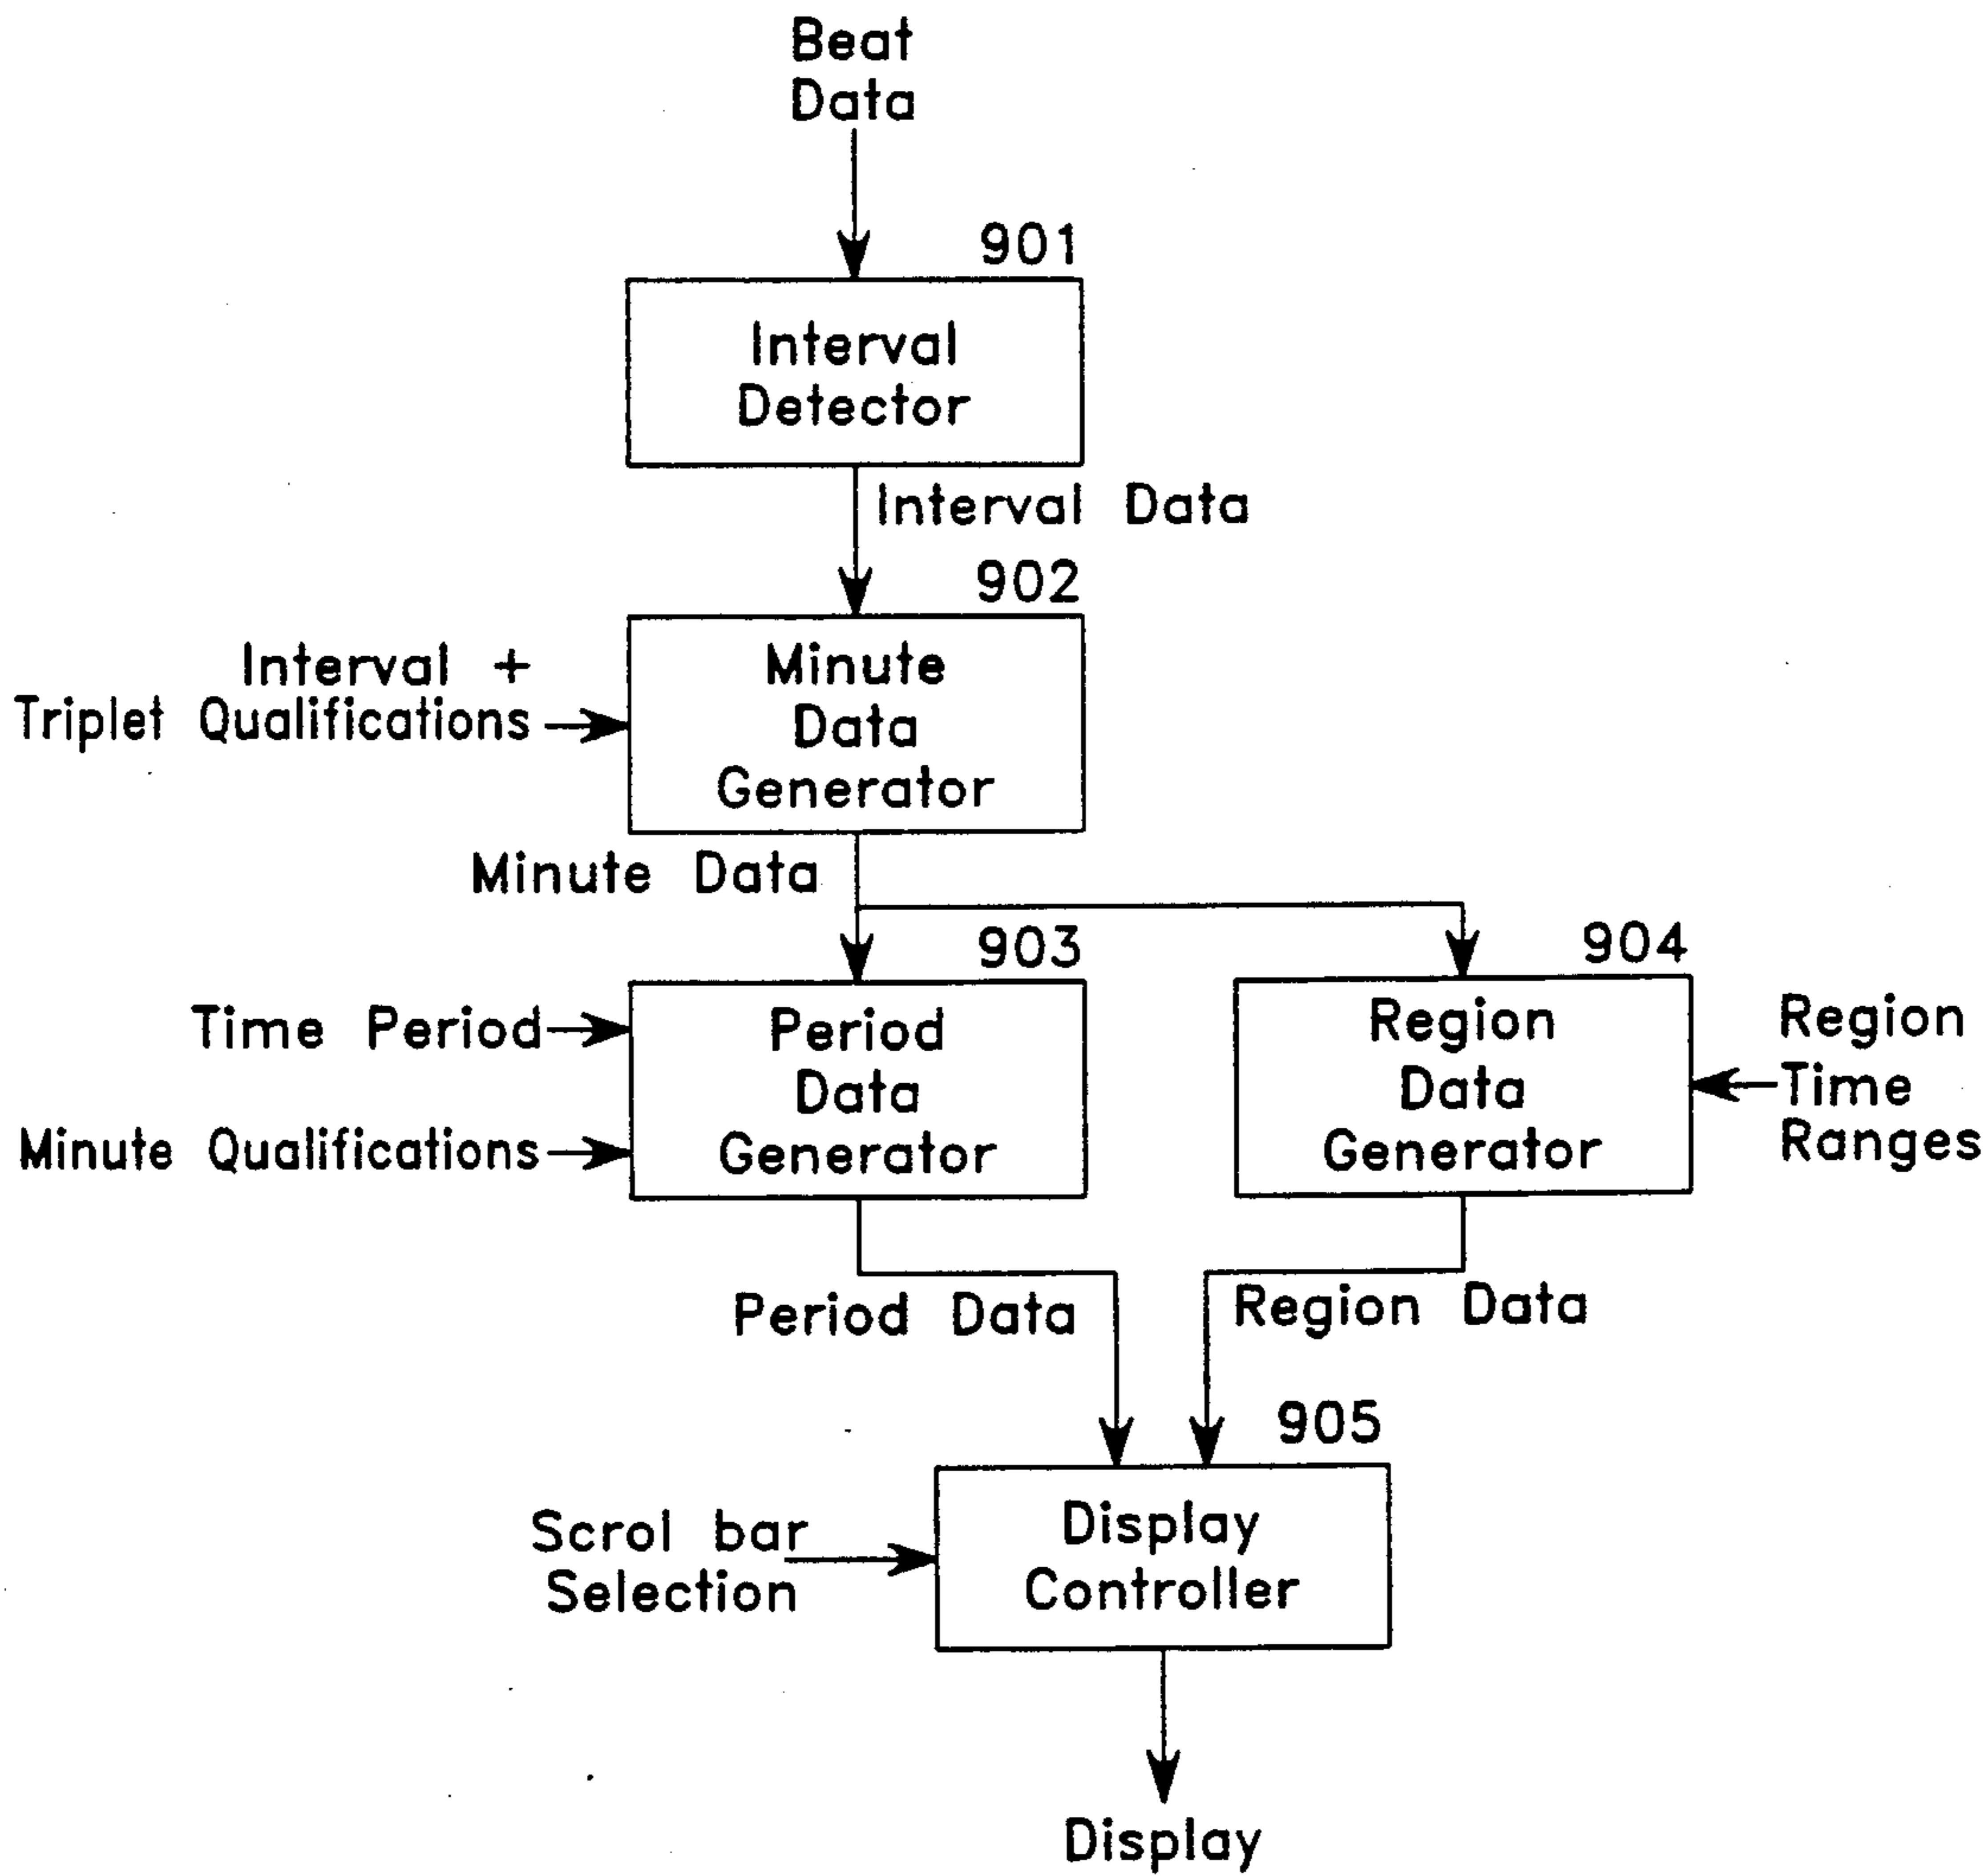 Beat
Data
901
Interval
Detector
Interval Data
902
Interval +
Triplet Qualifications
Minute
Data
Generator
Minute Data
903
904
Time Period
Minute Qualifications
Period
Data
Generator
Region
Data
Generator
Region
Time
Ranges
Period Data
Region Data
905
Scrol bar
Selection
Display
Controller
Display